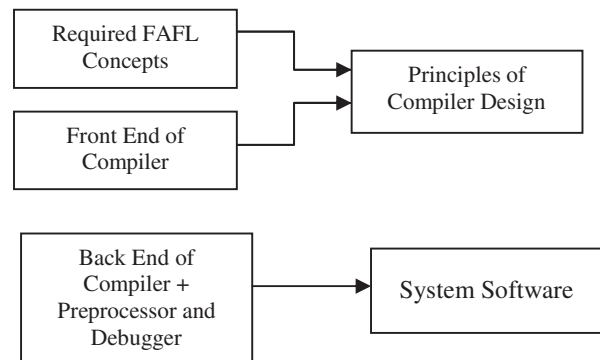 Required FAFL
Concepts
Principles of
Compiler Design
Front End of
Compiler
Back End of
Compiler +
Preprocessor and
Debugger
System Software